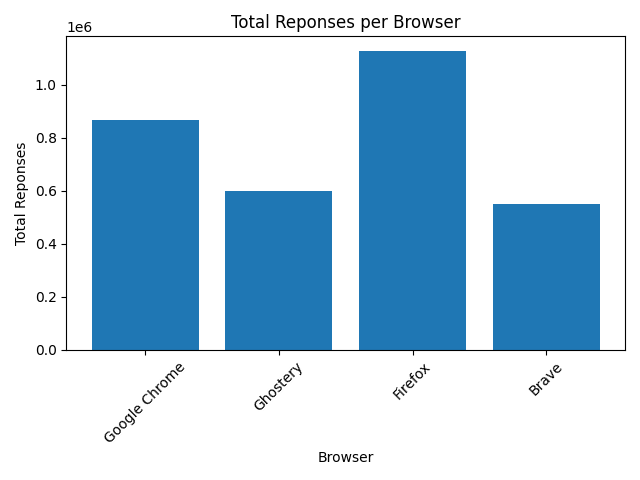 Total Reponses per Browser
1e6
1.0
0.8
0.6
0.4
0.2
0.0
Total Reponses
Google Chrome
Ghostery
Firefox
Brave
Browser